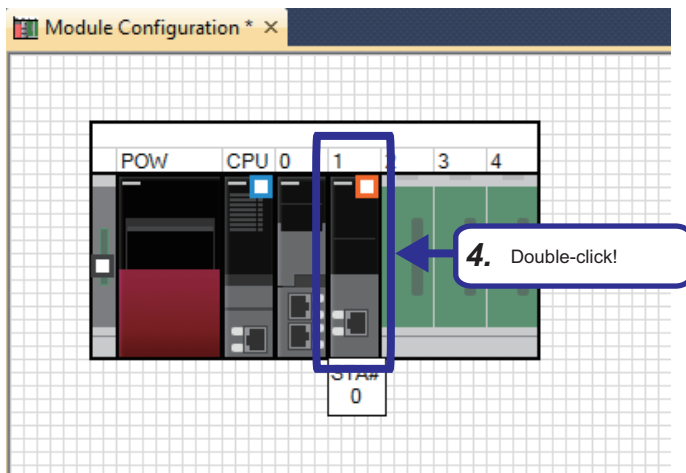 Module Configuration * ×
POW CPU 0 1 2 3 4
4. Double-click!
STA#
0